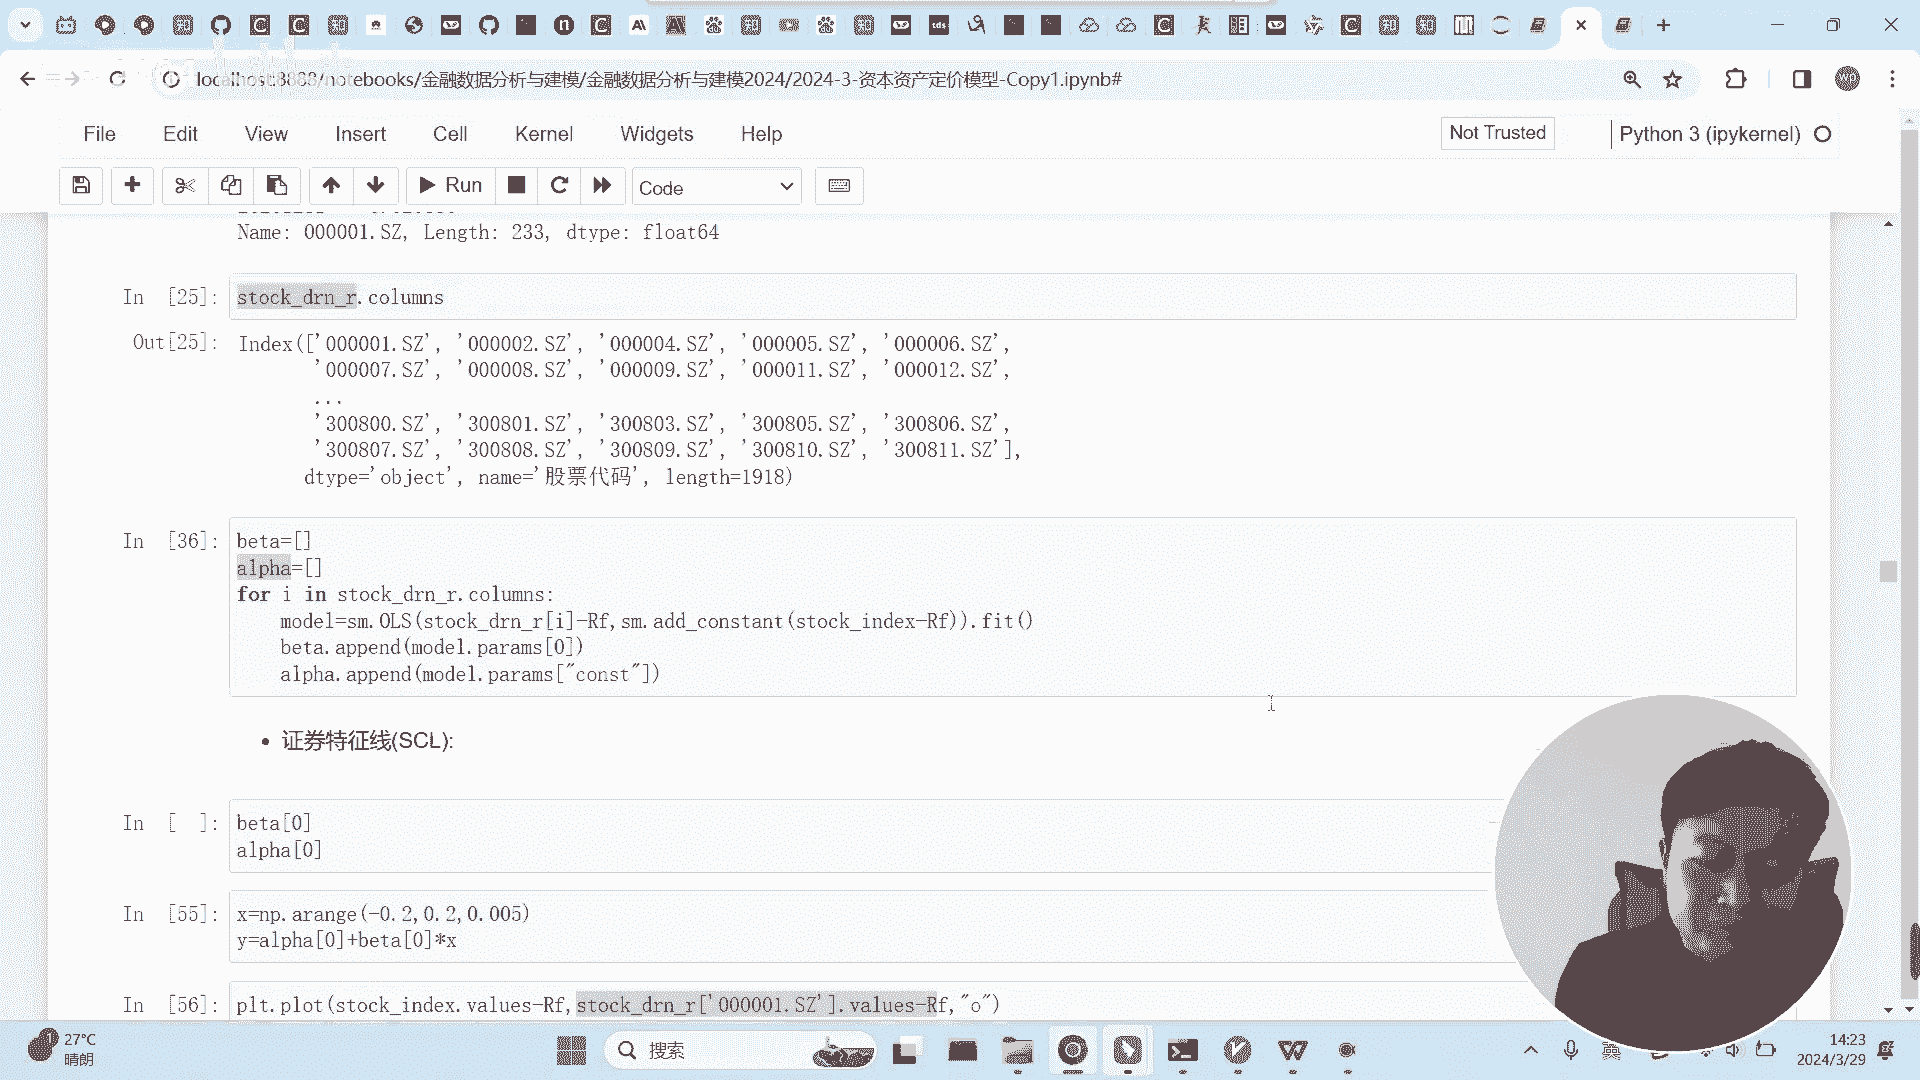 localhost:8888/notebooks/金融数据分析与建模/金融数据分析与建模2024/2024-3-资本资产定价模型-Copy1.ipynb#
File Edit View Insert Cell Kernel Widgets Help
Not Trusted
Python 3 (ipykernel)
Run
Code
Name: 000001.SZ, Length: 233, dtype: float64
In [25]: stock_drn_r.columns
Out[25]: Index(['000001.SZ', '000002.SZ', '000004.SZ', '000005.SZ', '000006.SZ',
'000007.SZ', '000008.SZ', '000009.SZ', '000011.SZ', '000012.SZ',
...
'300800.SZ', '300801.SZ', '300803.SZ', '300805.SZ', '300806.SZ',
'300807.SZ', '300808.SZ', '300809.SZ', '300810.SZ', '300811.SZ'],
dtype='object', name='股票代码', length=1918)
In [36]: beta=[]
alpha=[]
for i in stock_drn_r.columns:
model=sm.OLS(stock_drn_r[i]-Rf,sm.add_constant(stock_index-Rf)).fit()
beta.append(model.params[0])
alpha.append(model.params["const"])
• 证券特征线(SCL):
In [ ]: beta[0]
alpha[0]
In [55]: x=np.arange(-0.2,0.2,0.005)
y=alpha[0]+beta[0]*x
In [56]: plt.plot(stock_index.values-Rf,stock_drn_r['000001.SZ'].values-Rf,"o")
27°C
晴朗
搜索
英
14:23
2024/3/29